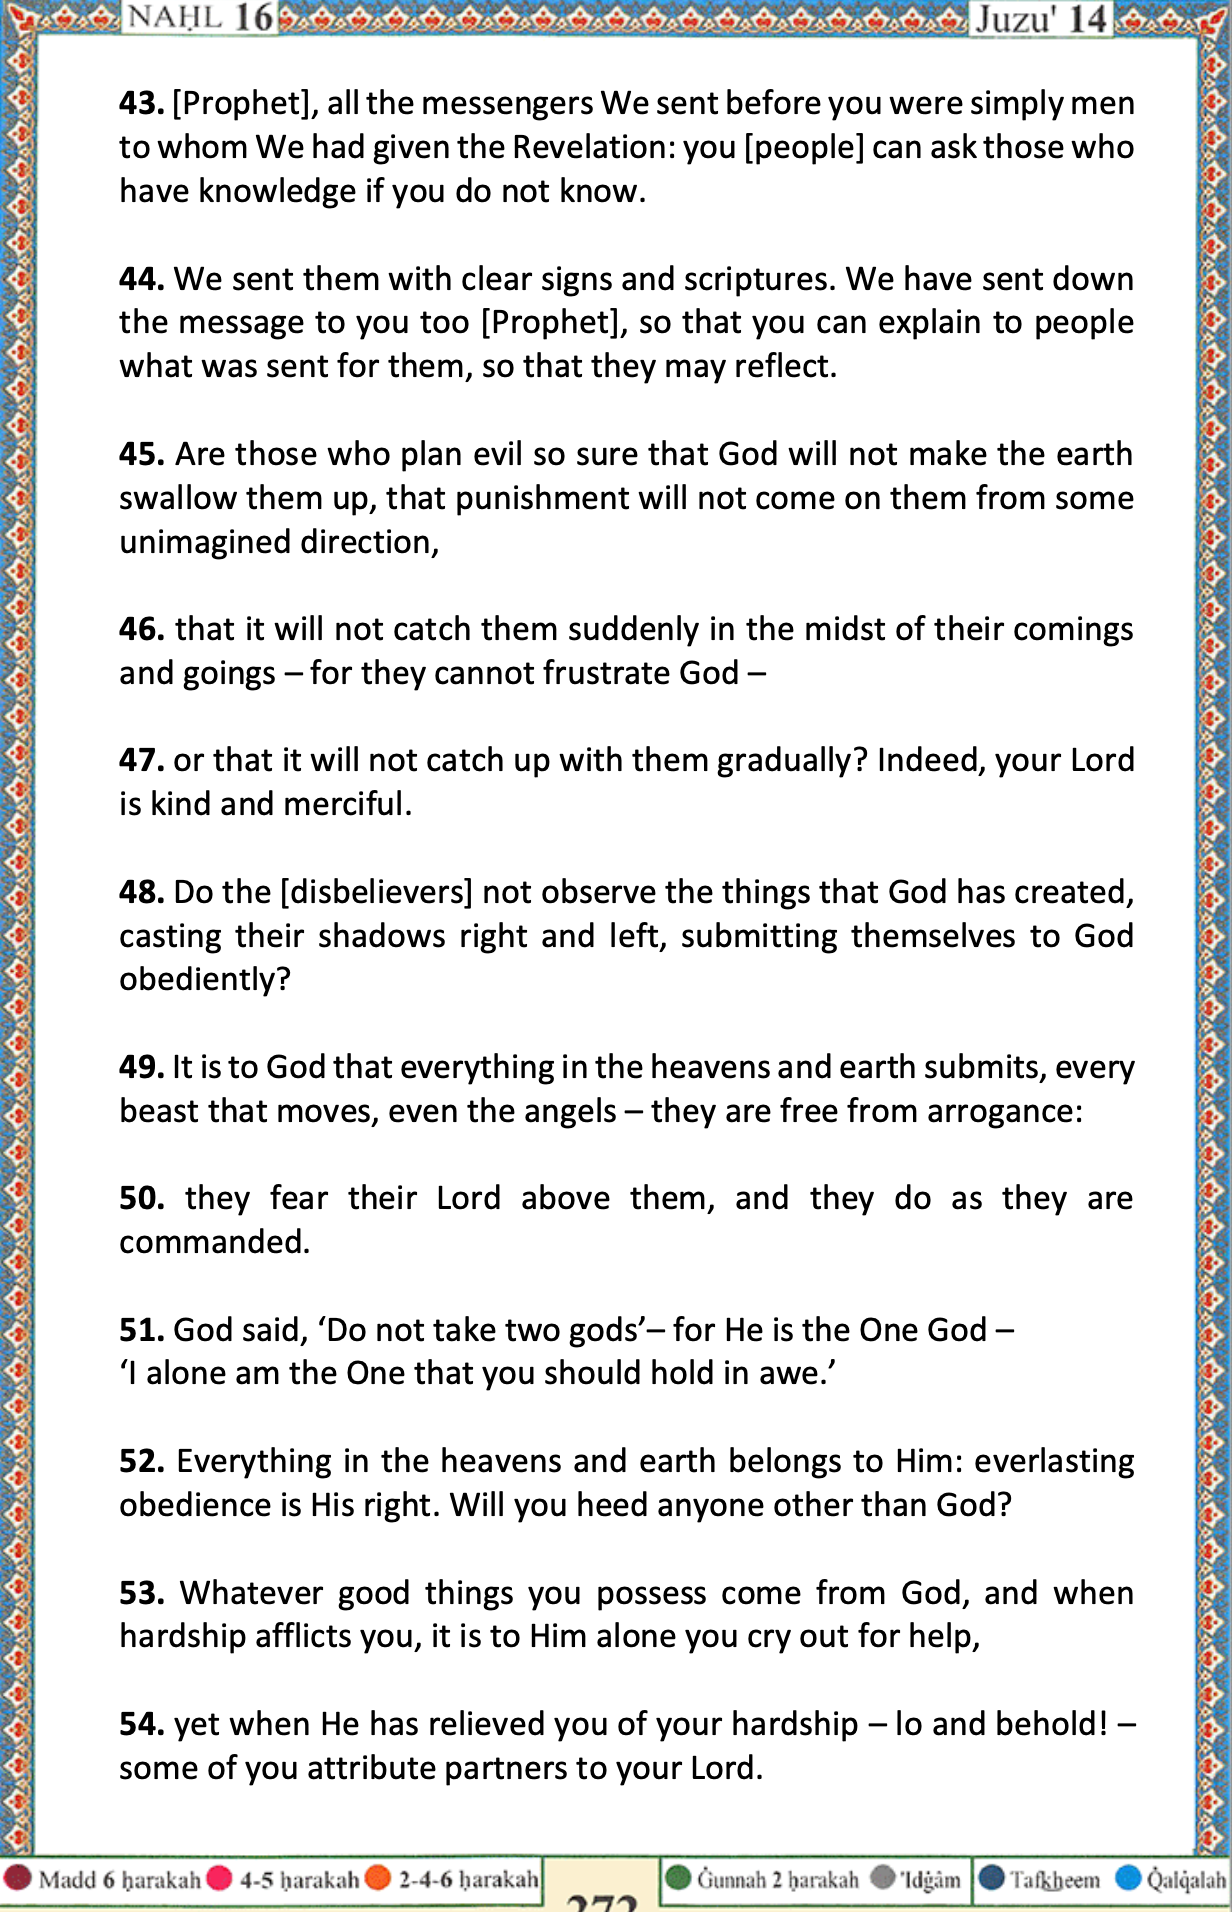 NAḤL 16
Juzu' 14
43. [Prophet], all the messengers We sent before you were simply men
to whom We had given the Revelation: you [people] can ask those who
have knowledge if you do not know.
44. We sent them with clear signs and scriptures. We have sent down
the message to you too [Prophet], so that you can explain to people
what was sent for them, so that they may reflect.
45. Are those who plan evil so sure that God will not make the earth
swallow them up, that punishment will not come on them from some
unimagined direction,
46. that it will not catch them suddenly in the midst of their comings
and goings – for they cannot frustrate God –
47. or that it will not catch up with them gradually? Indeed, your Lord
is kind and merciful.
48. Do the [disbelievers] not observe the things that God has created,
casting their shadows right and left, submitting themselves to God
obediently?
49. It is to God that everything in the heavens and earth submits, every
beast that moves, even the angels – they are free from arrogance:
50. they fear their Lord above them, and they do as they are
commanded.
51. God said, ‘Do not take two gods’– for He is the One God –
‘I alone am the One that you should hold in awe.’
52. Everything in the heavens and earth belongs to Him: everlasting
obedience is His right. Will you heed anyone other than God?
53. Whatever good things you possess come from God, and when
hardship afflicts you, it is to Him alone you cry out for help,
54. yet when He has relieved you of your hardship – lo and behold! –
some of you attribute partners to your Lord.
Madd 6 ḥarakah 4-5 ḥarakah 2-4-6 ḥarakah
272
Ġunnah 2 ḥarakah 'Idġâm Tafkheem Qalqalah